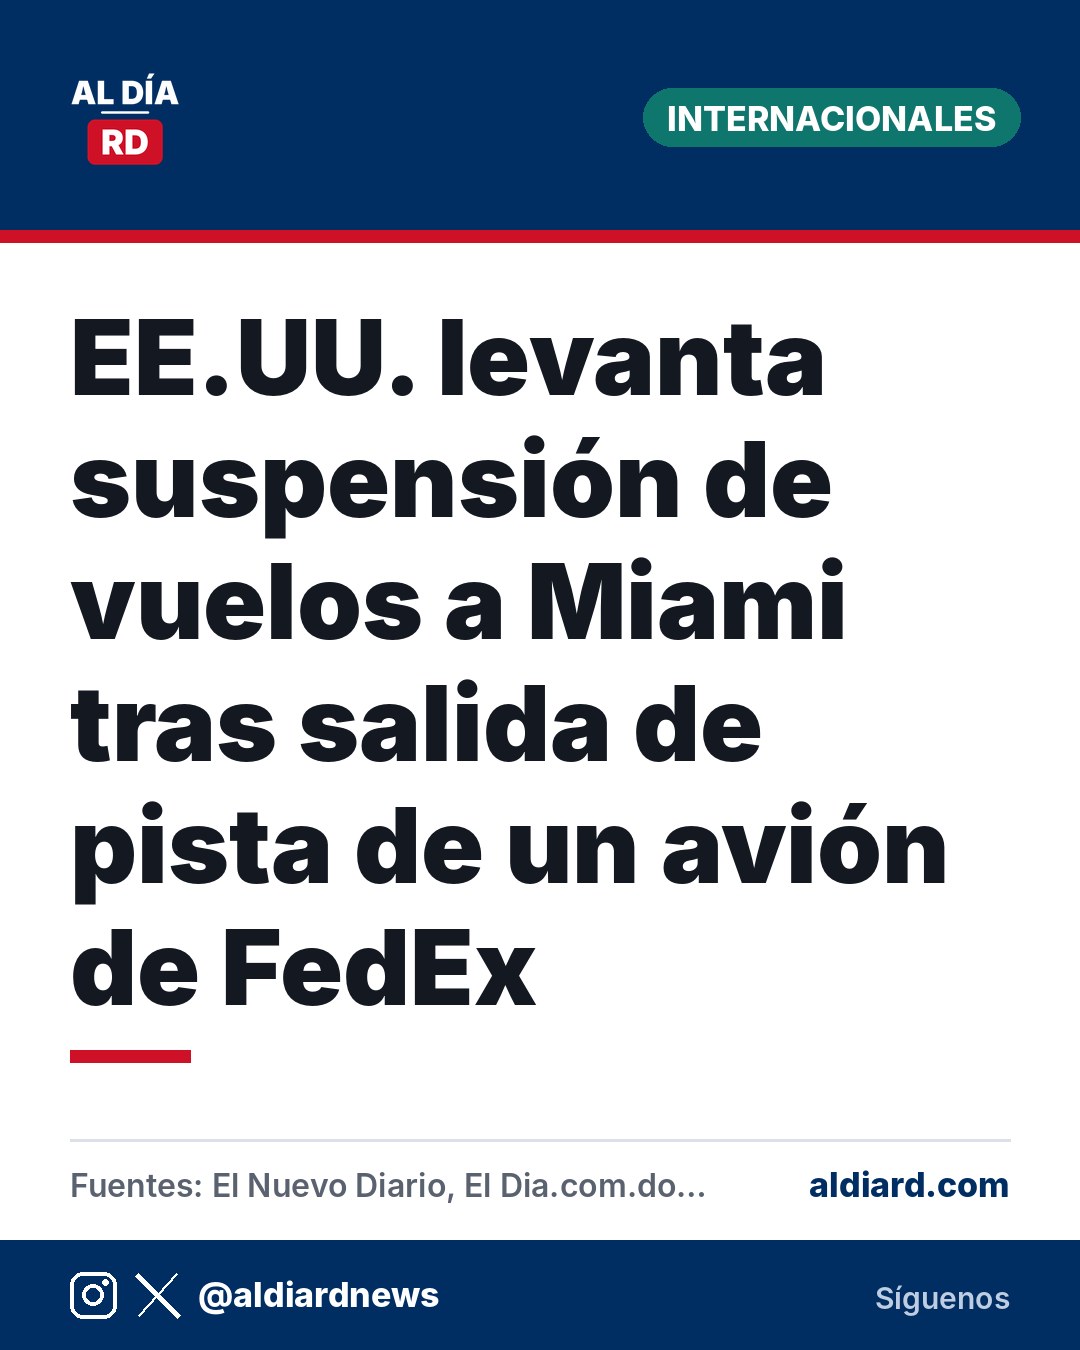 AL DÍA
RD
INTERNACIONALES
EE.UU. levanta
suspensión de
vuelos a Miami
tras salida de
pista de un avión
de FedEx
Fuentes: El Nuevo Diario, El Dia.com.do...
aldiard.com
@aldiardnews
Síguenos